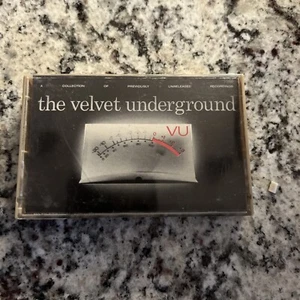 A COLLECTION OF PREVIOUSLY UNRELEASED RECORDINGS
the velvet underground
VU